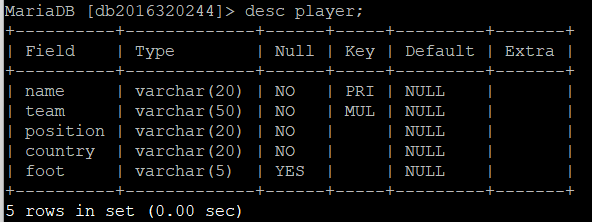 MariaDB [db2016320244]> desc player;
+----------+-------------+------+-----+---------+-------+
| Field    | Type        | Null | Key | Default | Extra |
+----------+-------------+------+-----+---------+-------+
| name     | varchar(20) | NO   | PRI | NULL    |       |
| team     | varchar(50) | NO   | MUL | NULL    |       |
| position | varchar(20) | NO   |     | NULL    |       |
| country  | varchar(20) | NO   |     | NULL    |       |
| foot     | varchar(5)  | YES  |     | NULL    |       |
+----------+-------------+------+-----+---------+-------+
5 rows in set (0.00 sec)